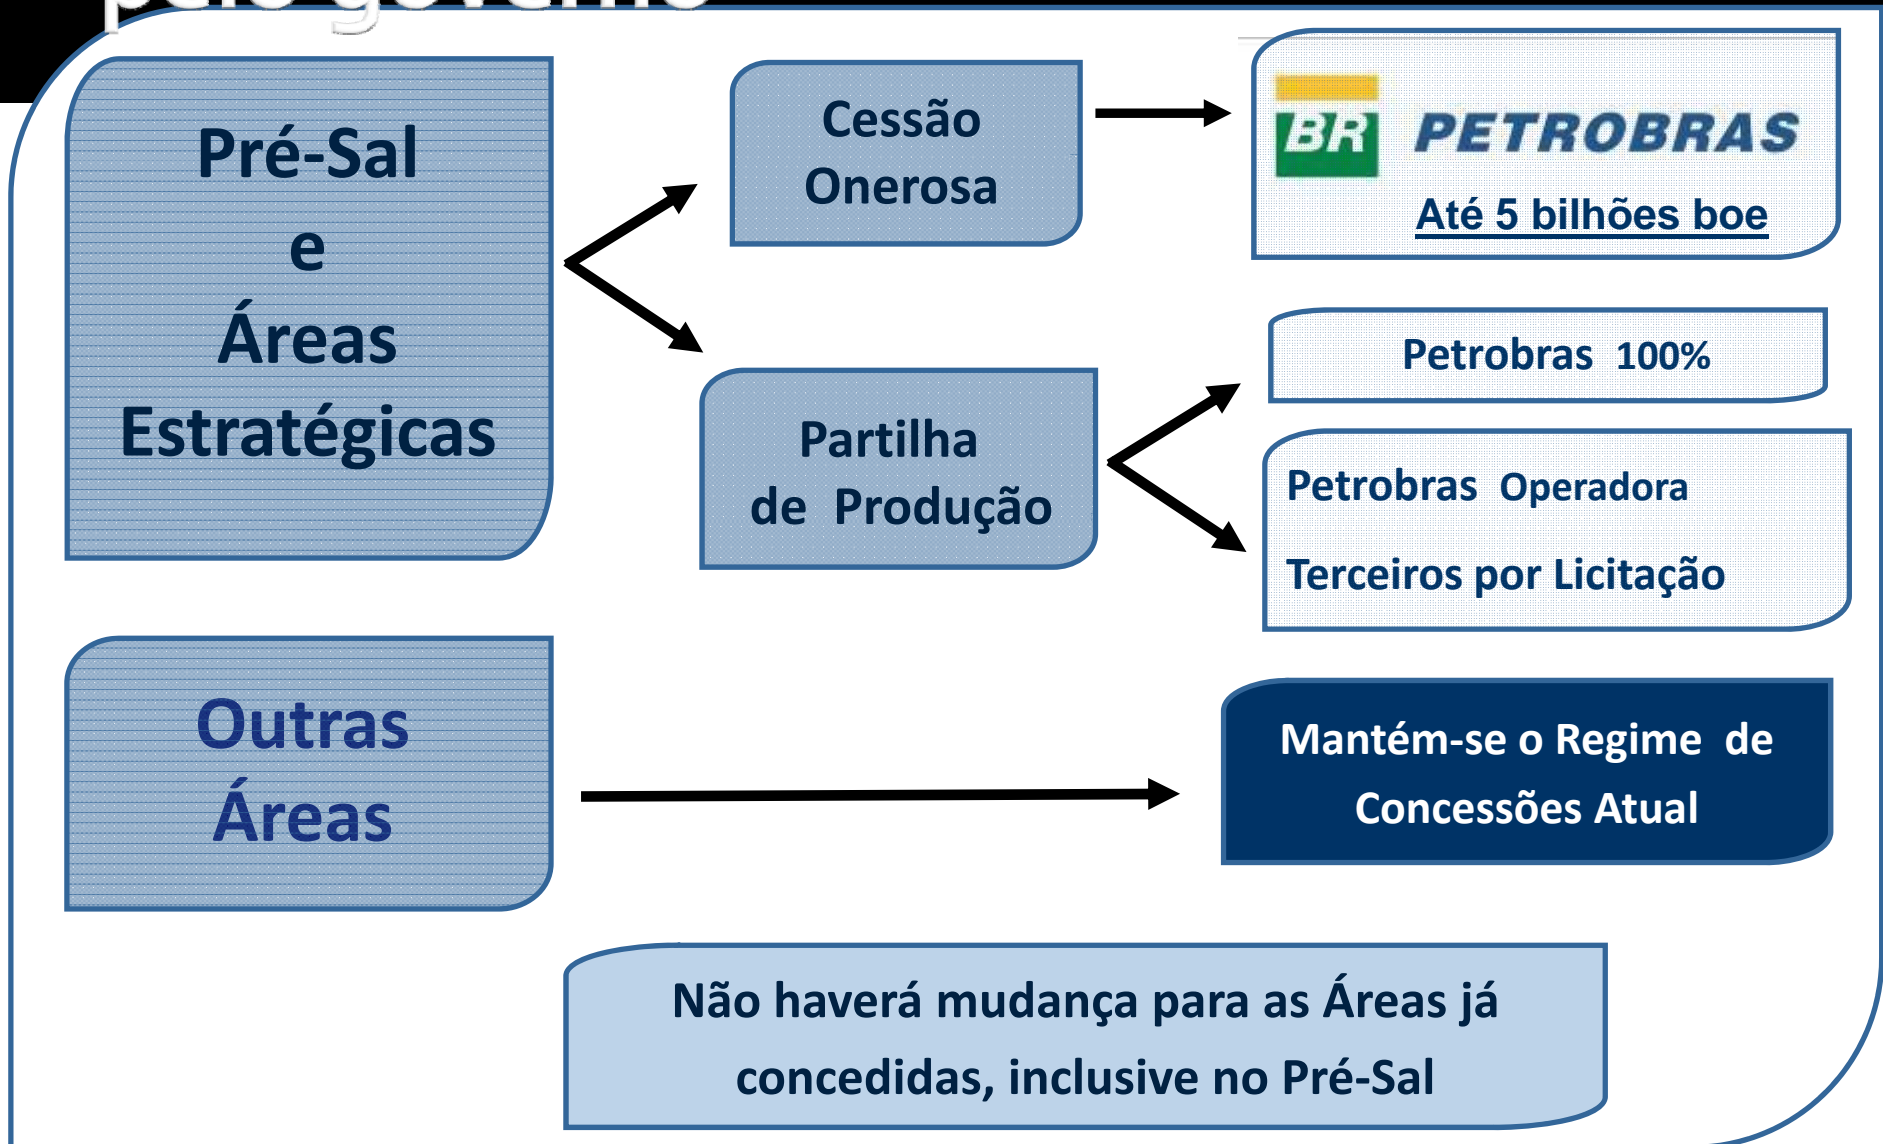 pelo governo
Pré-Sal
e
Áreas
Estratégicas
Cessão
Onerosa
BR PETROBRAS
Até 5 bilhões boe
Partilha
de Produção
Petrobras 100%
Petrobras Operadora
Terceiros por Licitação
Outras
Áreas
Mantém-se o Regime de
Concessões Atual
Não haverá mudança para as Áreas já
concedidas, inclusive no Pré-Sal